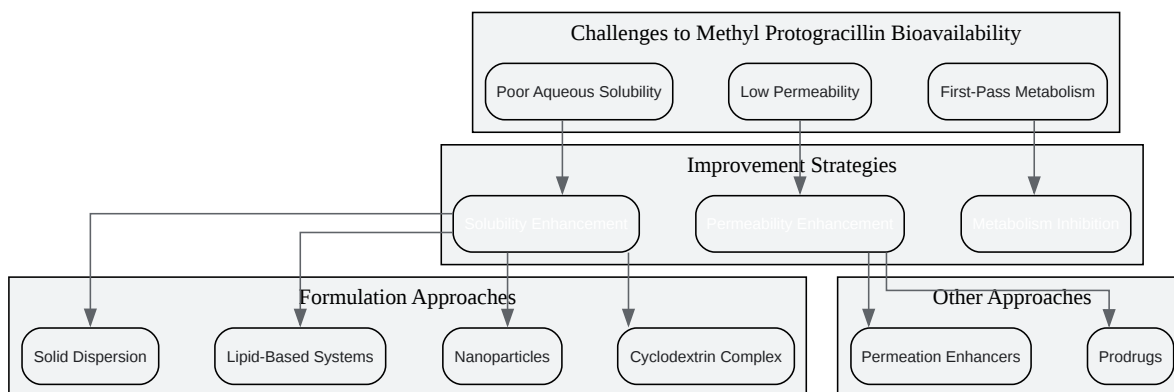 Challenges to Methyl Protogracillin Bioavailability
Poor Aqueous Solubility
Low Permeability
First-Pass Metabolism
Improvement Strategies
Solubility Enhancement
Permeability Enhancement
Metabolism Inhibition
Formulation Approaches
Other Approaches
Solid Dispersion
Lipid-Based Systems
Nanoparticles
Cyclodextrin Complex
Permeation Enhancers
Prodrugs